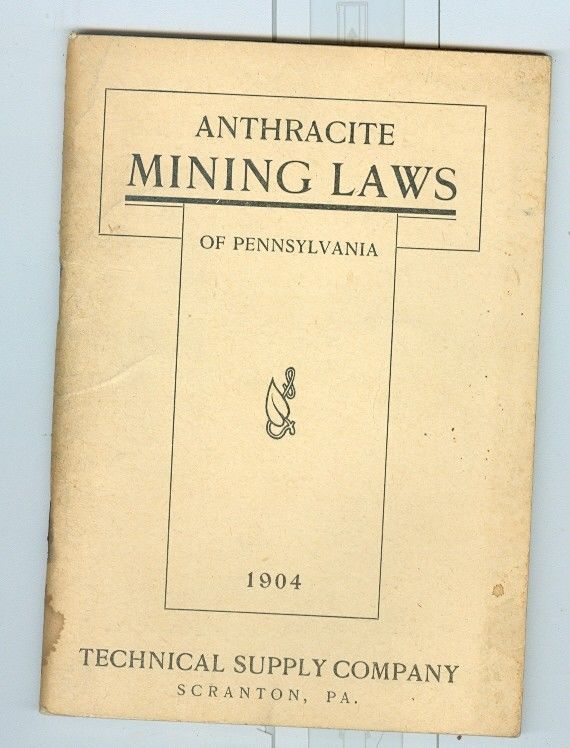 ANTHRACITE
MINING LAWS
OF PENNSYLVANIA
1904
TECHNICAL SUPPLY COMPANY
SCRANTON, PA.